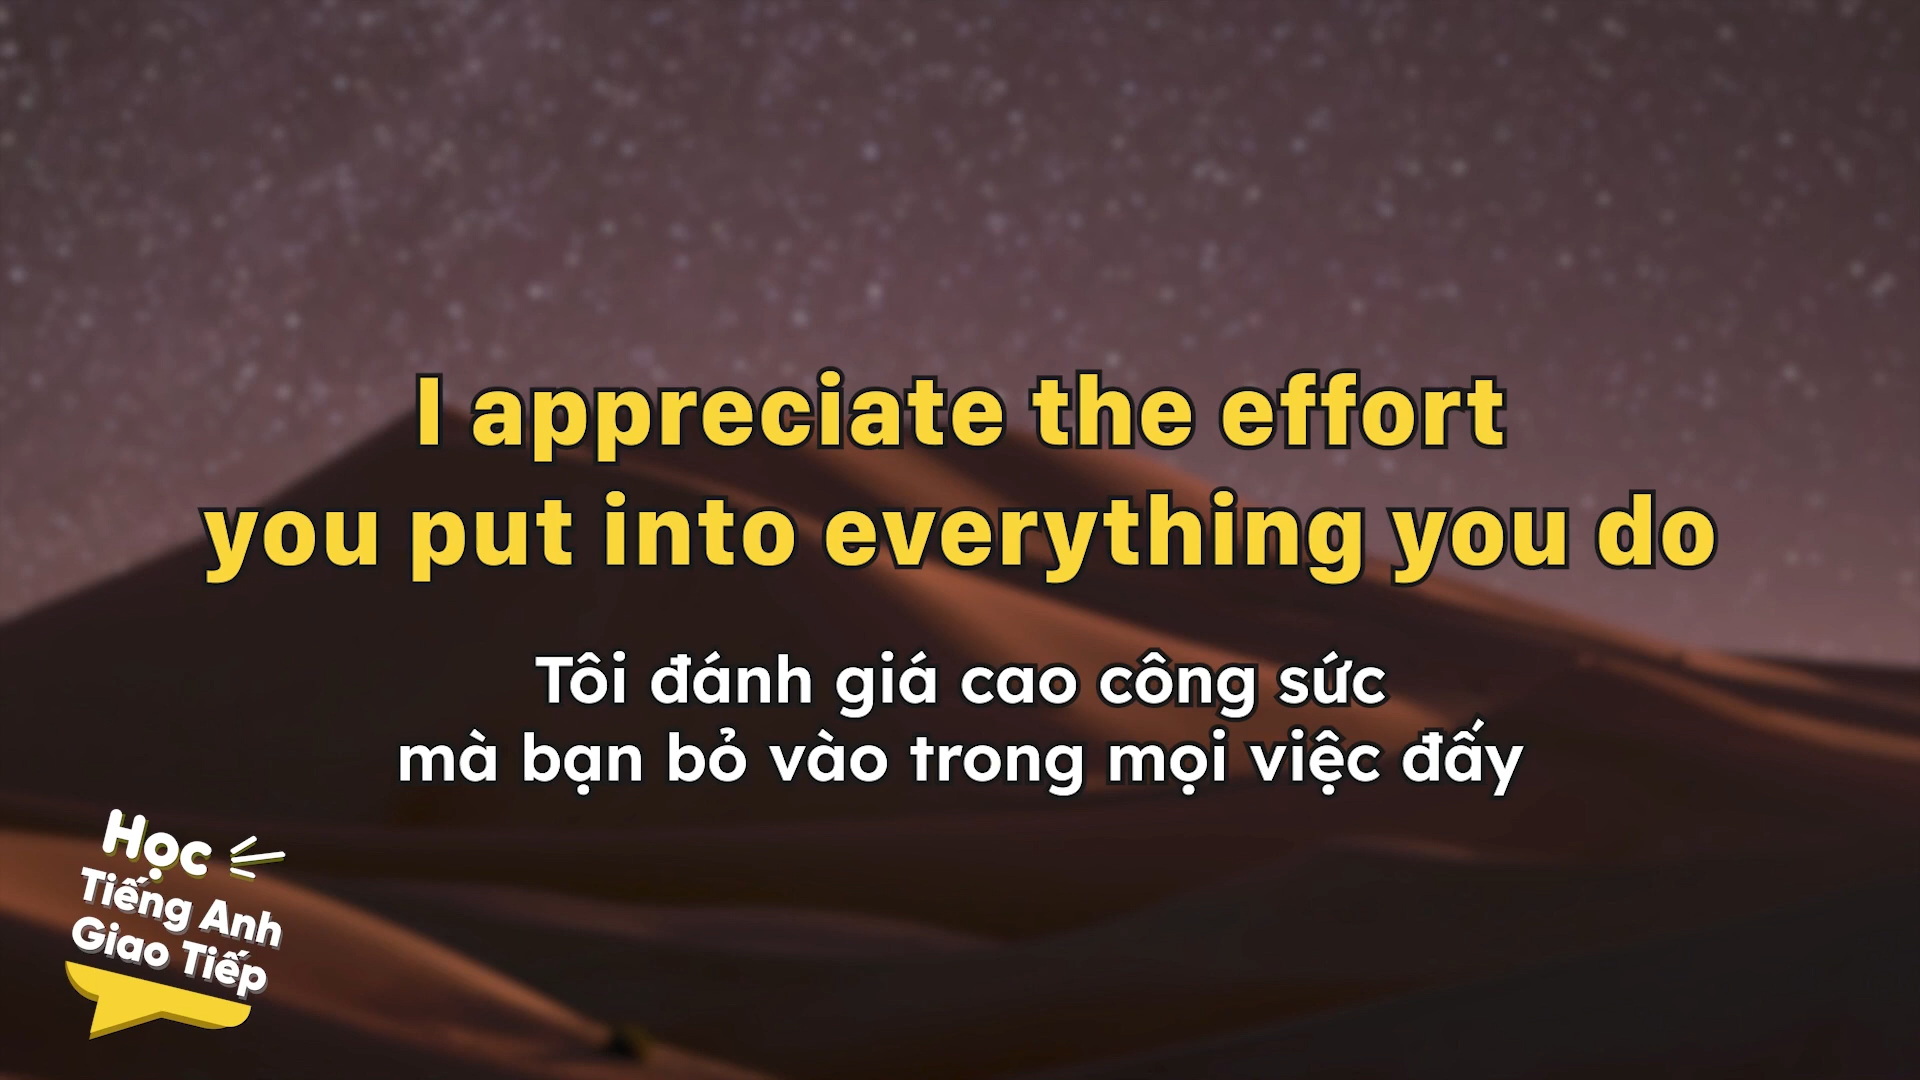 I appreciate the effort
you put into everything you do
Tôi đánh giá cao công sức
mà bạn bỏ vào trong mọi việc đấy
Học
Tiếng Anh
Giao Tiếp